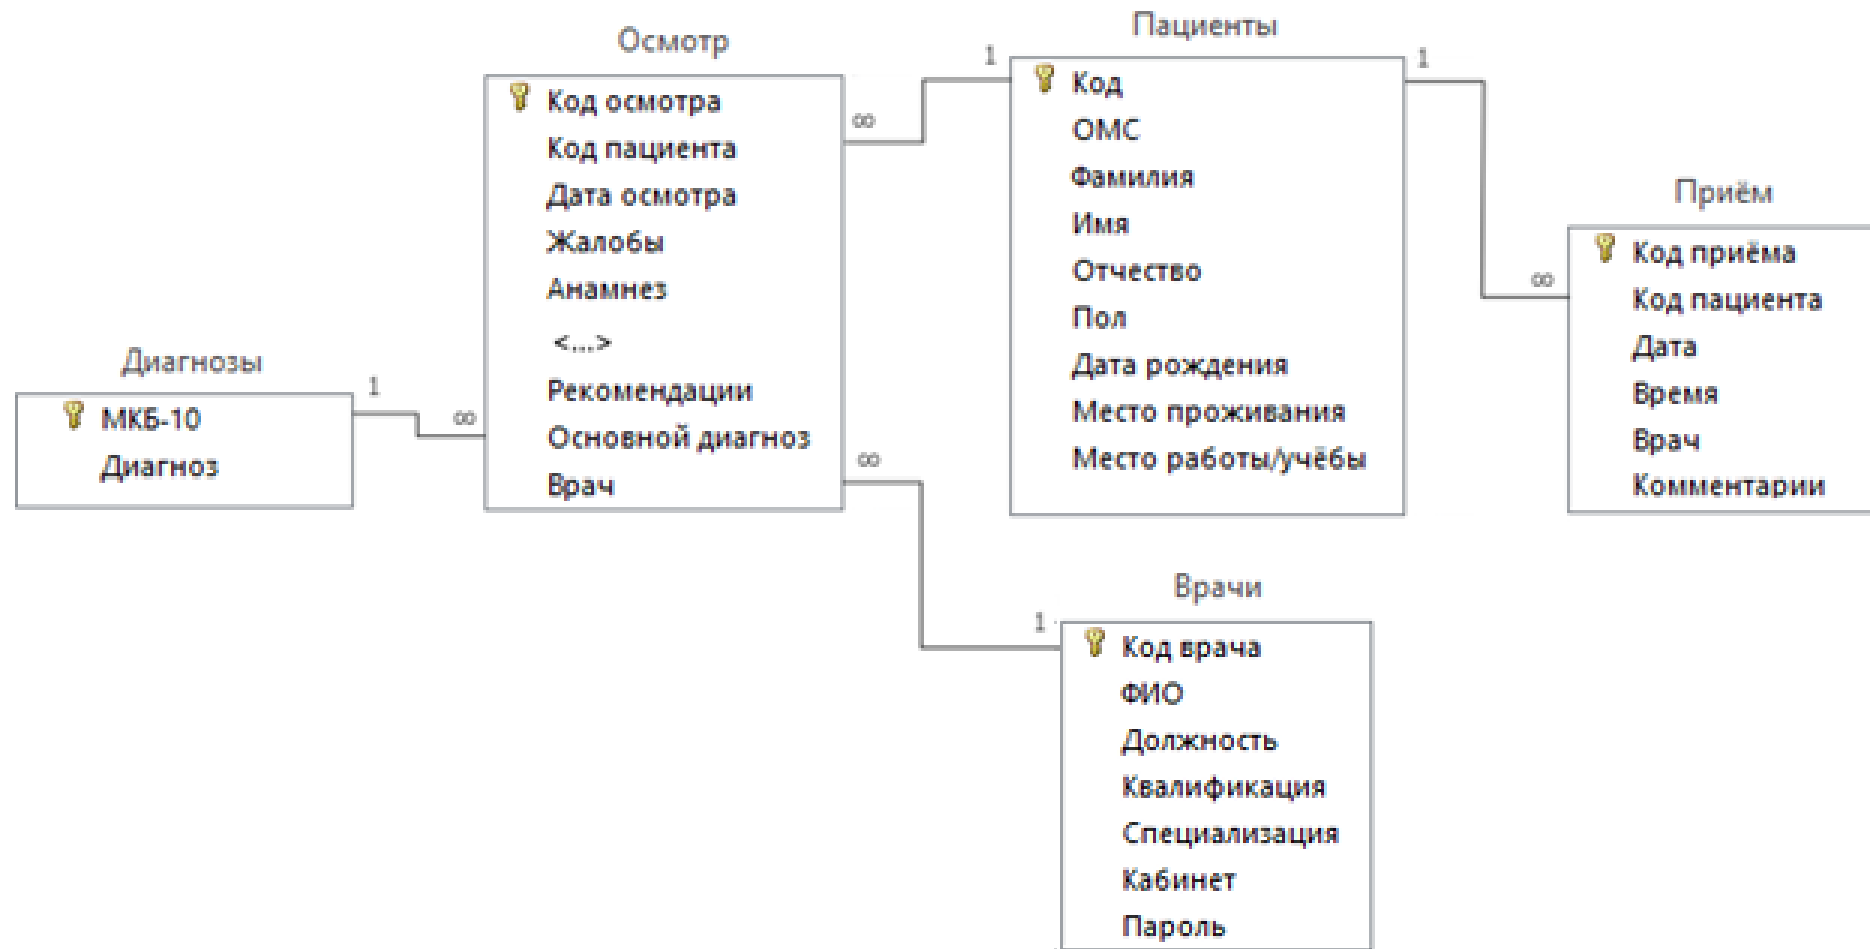 Диагнозы
МКБ-10
Диагноз
1
∞
Осмотр
Код осмотра
Код пациента
Дата осмотра
Жалобы
Анамнез
<...>
Рекомендации
Основной диагноз
Врач
∞
1
∞
1
Пациенты
Код
ОМС
Фамилия
Имя
Отчество
Пол
Дата рождения
Место проживания
Место работы/учёбы
1
∞
Приём
Код приёма
Код пациента
Дата
Время
Врач
Комментарии
Врачи
Код врача
ФИО
Должность
Квалификация
Специализация
Кабинет
Пароль